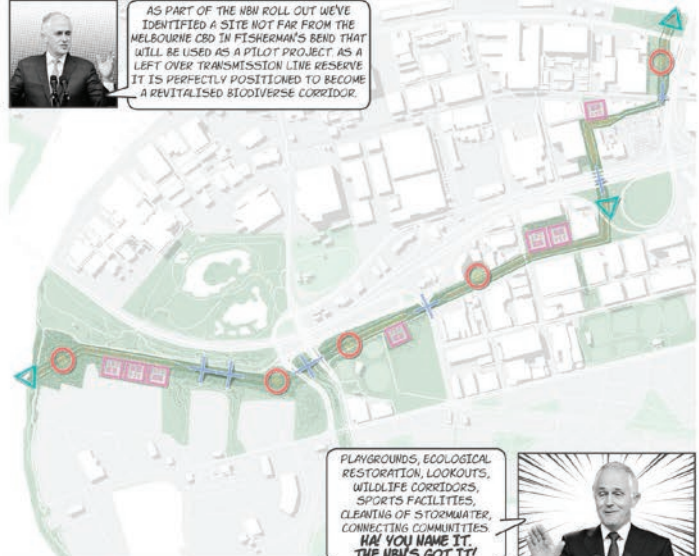 AS PART OF THE NBN ROLL OUT WE'VE
IDENTIFIED A SITE NOT FAR FROM THE
MELBOURNE CBD IN FISHERMAN'S BEND THAT
WILL BE USED AS A PILOT PROJECT. AS A
LEFT OVER TRANSMISSION LINE RESERVE
IT IS PERFECTLY POSITIONED TO BECOME
A REVITALISED BIODIVERSE CORRIDOR.
PLAYGROUNDS, ECOLOGICAL
RESTORATION, LOOKOUTS,
WILDLIFE CORRIDORS,
SPORTS FACILITIES,
CLEANING OF STORMWATER,
CONNECTING COMMUNITIES.
HA! YOU NAME IT.
THE NBN'S GOT IT!